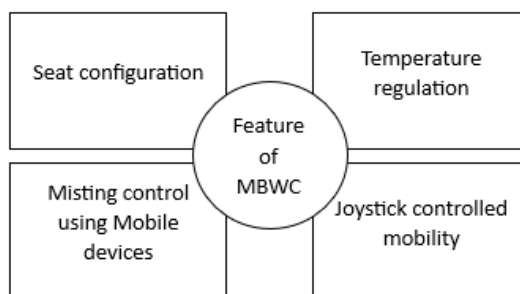 Seat configuration
Temperature
regulation
Feature
of
MBWC
Misting control
using Mobile
devices
Joystick controlled
mobility